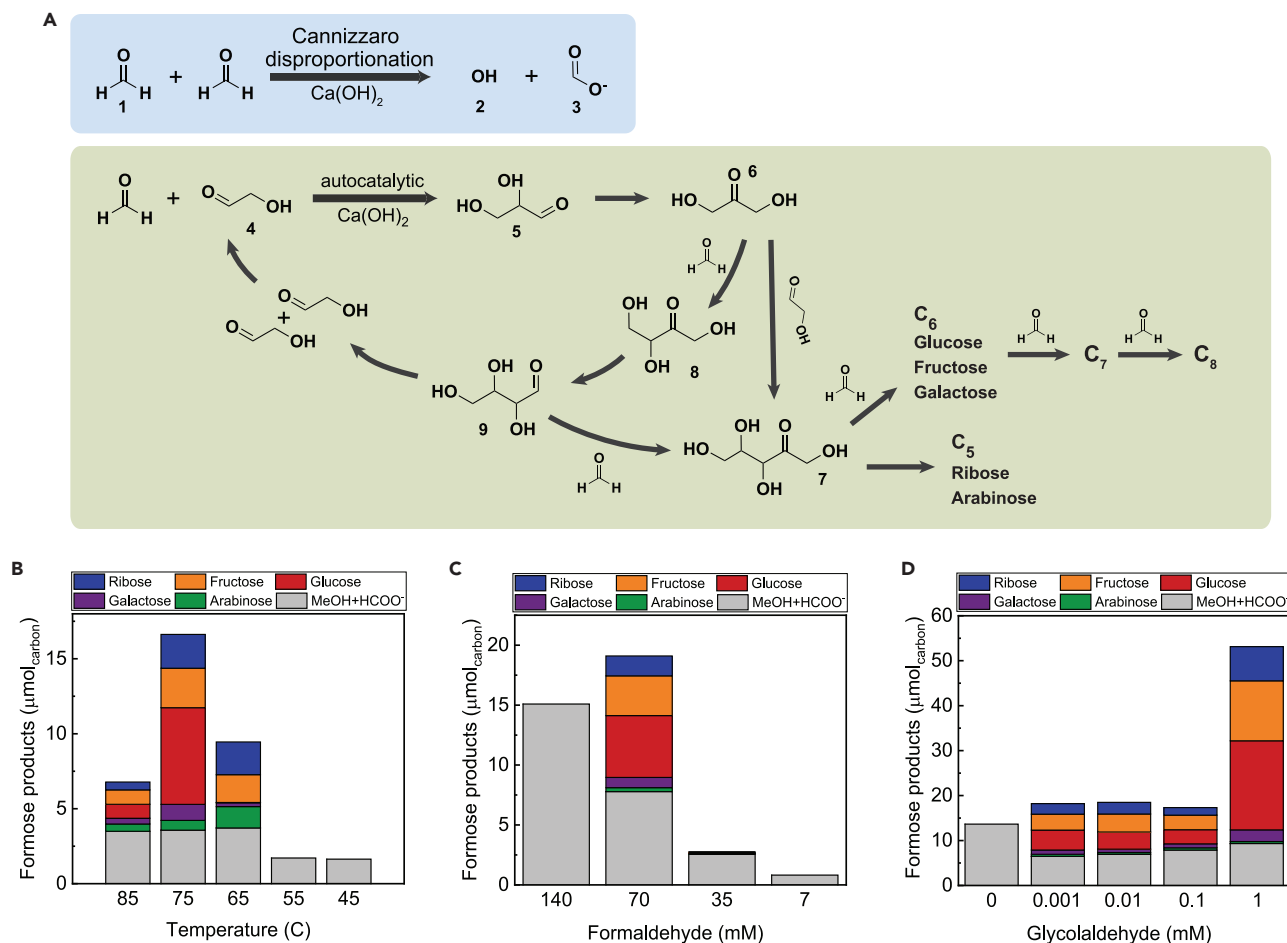 A
Cannizzaro
disproportionation
Ca(OH)2
O
H H
1
+
O
H H
OH
2
+
O
O-
3
O
H H
+
O
OH
4
autocatalytic
Ca(OH)2
OH
HO
O
5
6
O
HO OH
O
H H
O
OH
O
OH
+
O
OH
HO O
OH
OH
8
OH
HO O
OH
9
O
H H
OH O
HO OH
OH
7
O
H H
C6
Glucose
Fructose
Galactose
O
H H
C7
O
H H
C8
C5
Ribose
Arabinose
B
Ribose Fructose Glucose
Galactose Arabinose MeOH+HCOO-
Formose products (μmolcarbon)
15
10
5
0
85 75 65 55 45
Temperature (C)
C
Ribose Fructose Glucose
Galactose Arabinose MeOH+HCOO-
Formose products (μmolcarbon)
20
15
10
5
0
140 70 35 7
Formaldehyde (mM)
D
Ribose Fructose Glucose
Galactose Arabinose MeOH+HCOO-
Formose products (μmolcarbon)
60
50
40
30
20
10
0
0 0.001 0.01 0.1 1
Glycolaldehyde (mM)